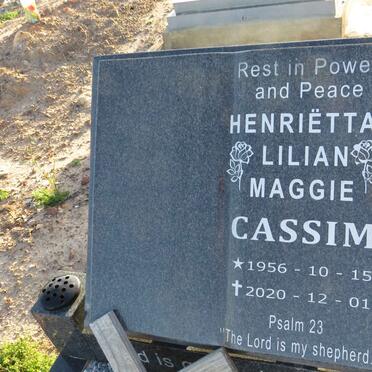 Rest in Powe
and Peace
HENRIËTTA
LILIAN
MAGGIE
CASSIM
★1956 - 10 - 15
✝2020 - 12 - 01
Psalm 23
"The Lord is my shepherd.
is